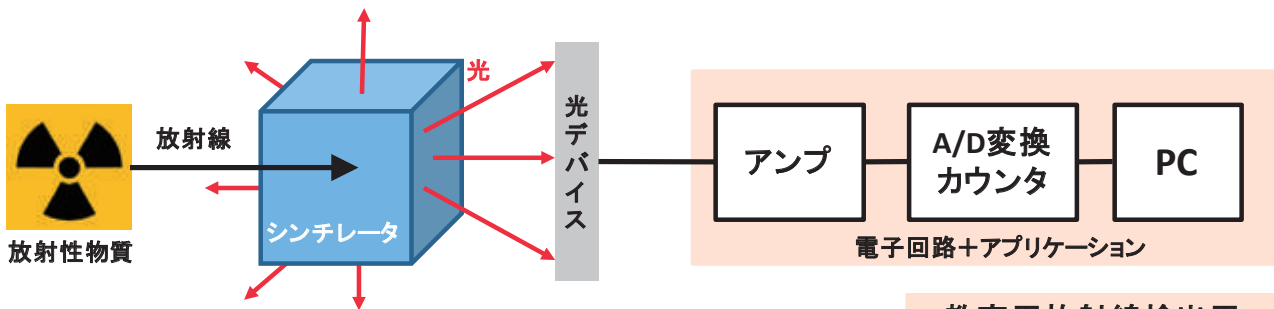 放射性物質
放射線
シンチレータ
光
光デバイス
アンプ
A/D変換
カウンタ
PC
電子回路+アプリケーション